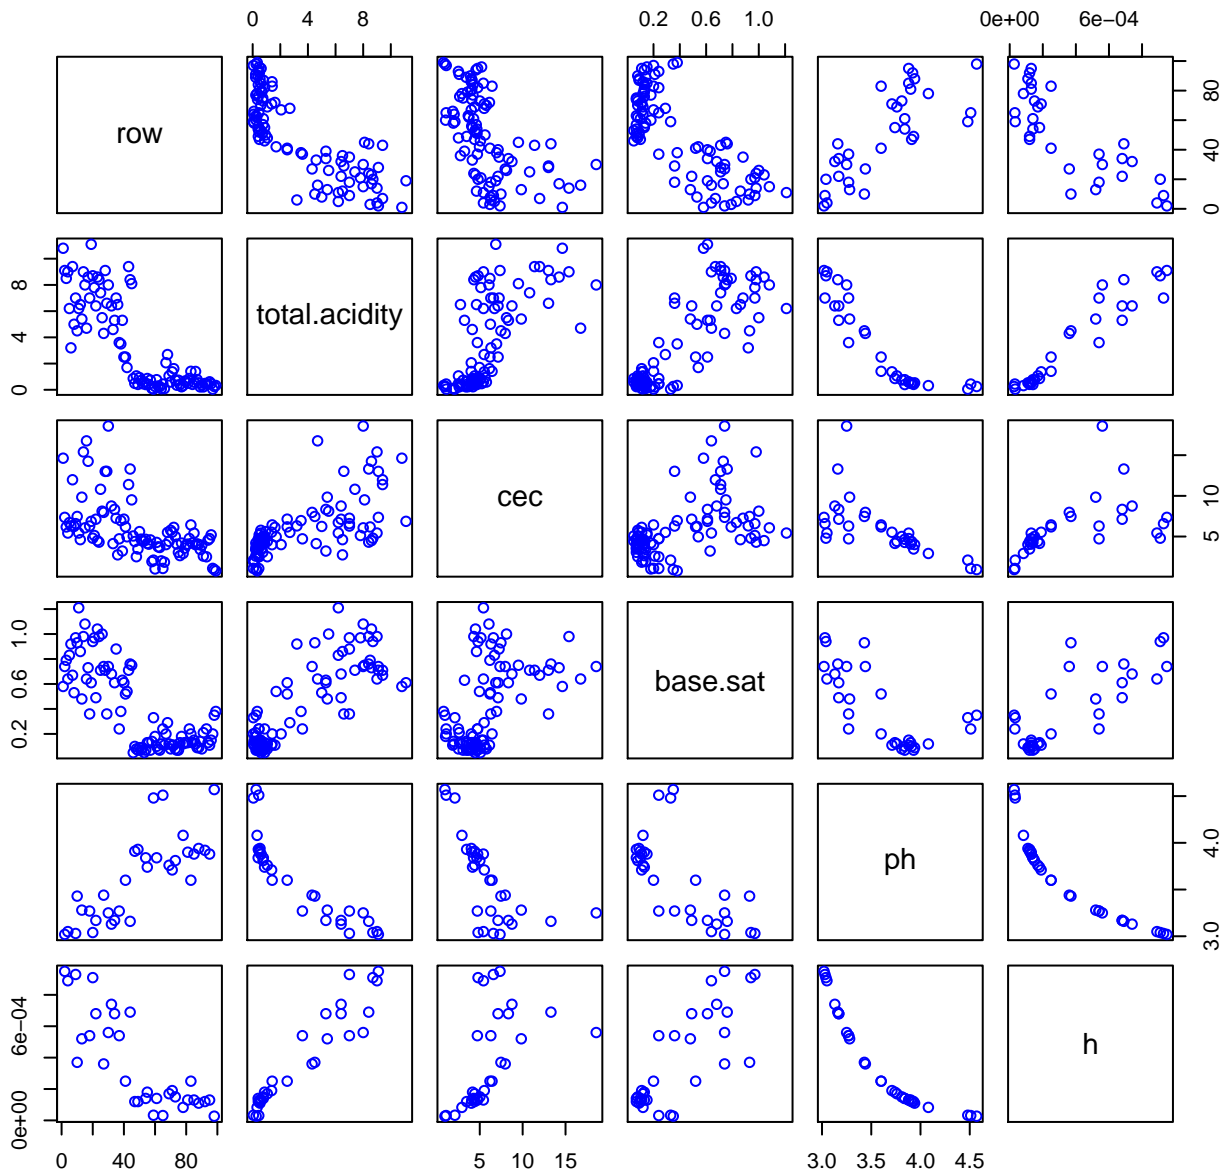 0 4 8 0.2 0.6 1.0 0e+00 6e-04
row 0 40 80
0 4 8 total.acidity
cec 5 10
0.2 0.6 1.0 base.sat
ph 3.0 4.0
0e+00 6e-04 h
0 40 80 5 15 3.0 3.5 4.0 4.5